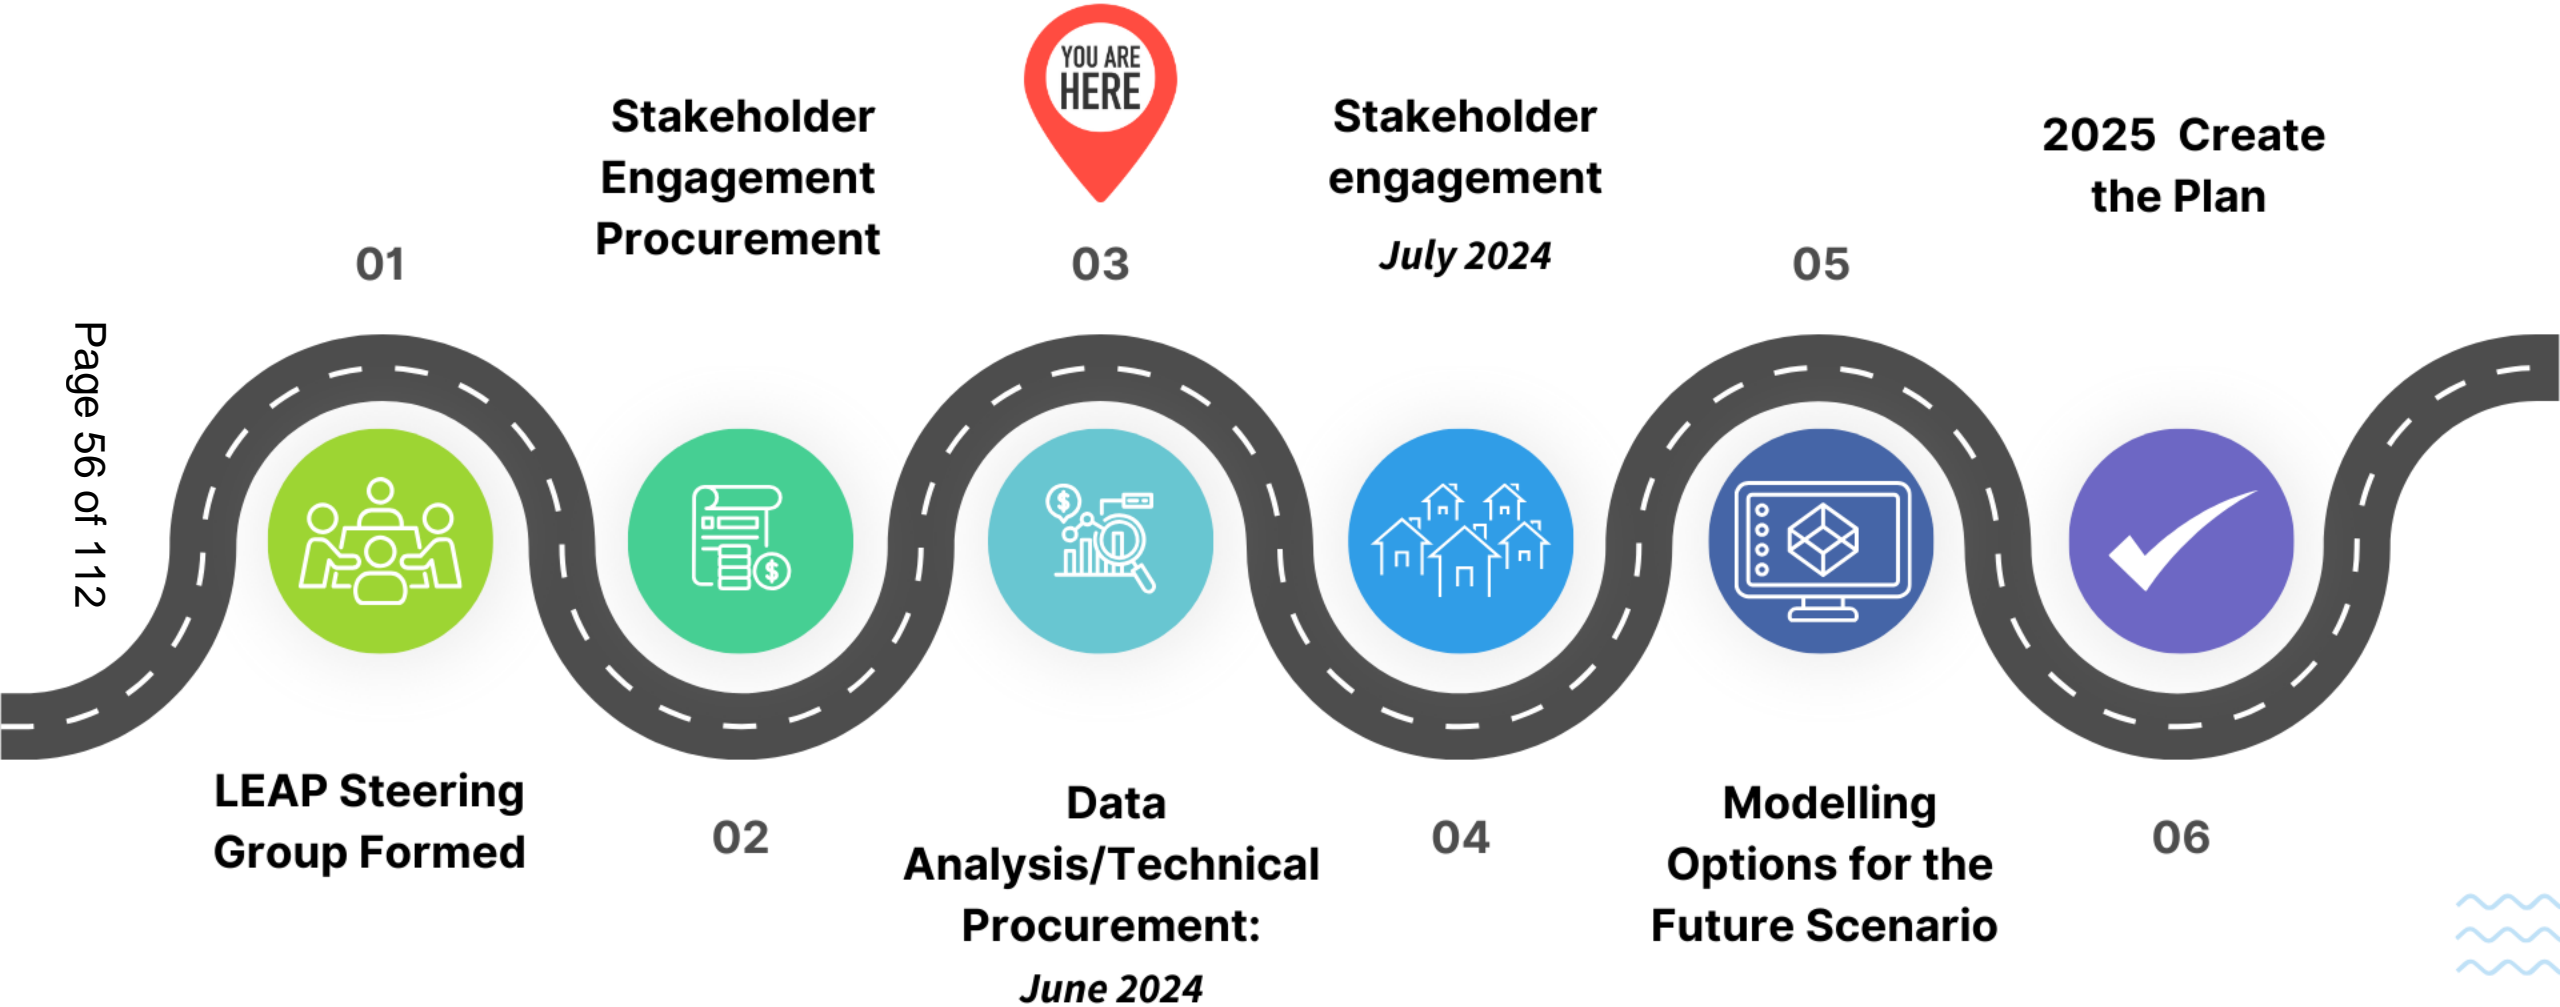 YOU ARE
HERE
01
Stakeholder
Engagement
Procurement
03
Stakeholder
engagement
July 2024
05
2025  Create
the Plan
Page 56 of 112
LEAP Steering
Group Formed
02
Data
Analysis/Technical
Procurement:
June 2024
04
Modelling
Options for the
Future Scenario
06